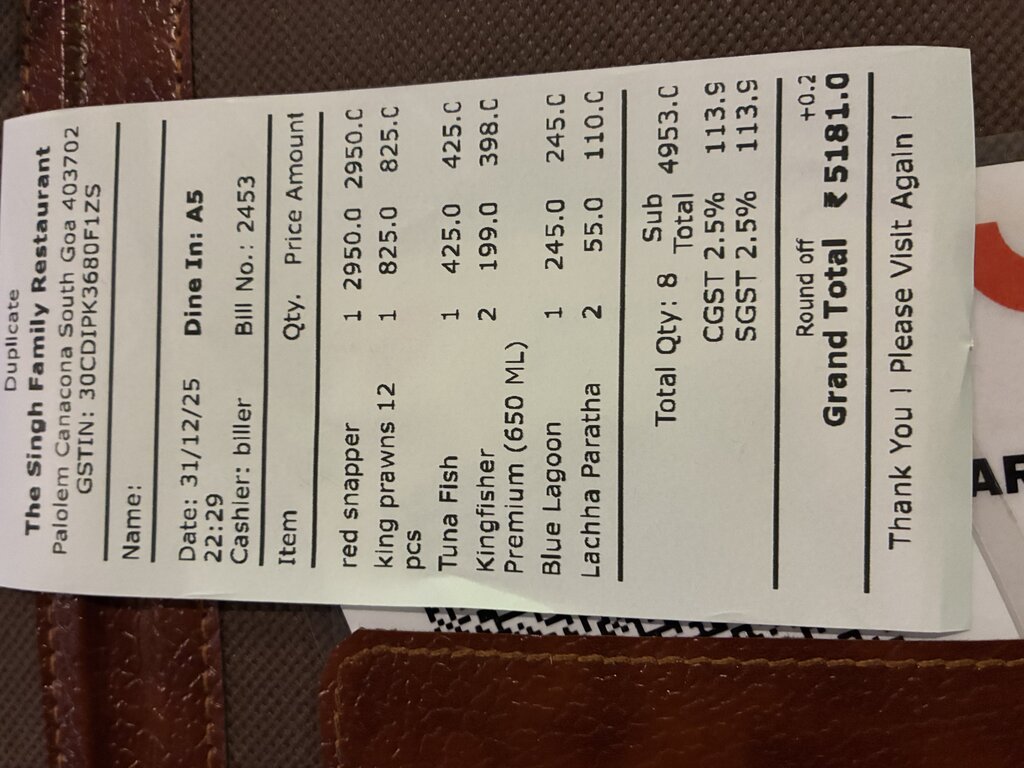 Duplicate
The Singh Family Restaurant
Palolem Canacona South Goa 403702
GSTIN: 30CDIPK3680F1ZS
Name:
Date: 31/12/25 Dine In: A5
22:29
Cashier: biller Bill No.: 2453
Item Qty. Price Amount
red snapper 1 2950.0 2950.0
king prawns 12 1 825.0 825.0
pcs
Tuna Fish 1 425.0 425.0
Kingfisher 2 199.0 398.0
Premium (650 ML)
Blue Lagoon 1 245.0 245.0
Lachha Paratha 2 55.0 110.0
Total Qty: 8 Sub 4953.0
Total
CGST 2.5% 113.9
SGST 2.5% 113.9
Round off +0.2
Grand Total ₹5181.0
Thank You ! Please Visit Again !